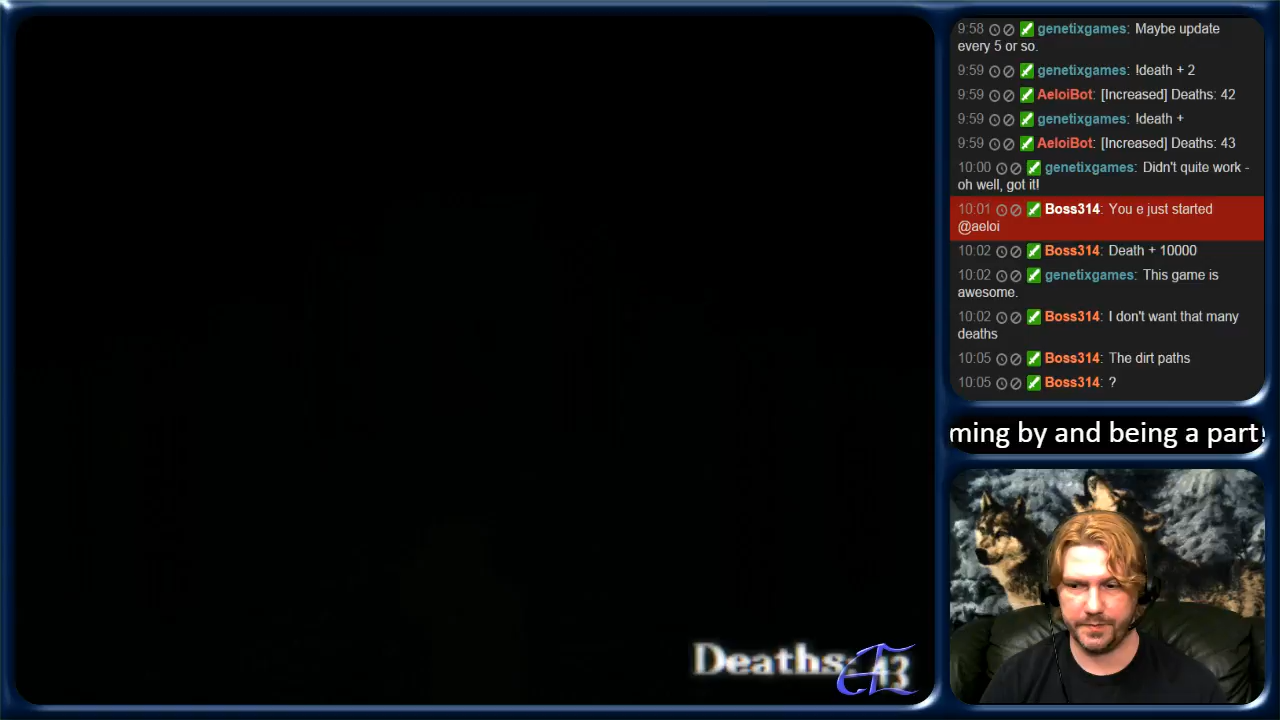 9:58 genetixgames: Maybe update
every 5 or so.
9:59 genetixgames: !death + 2
9:59 AeloiBot: [Increased] Deaths: 42
9:59 genetixgames: !death +
9:59 AeloiBot: [Increased] Deaths: 43
10:00 genetixgames: Didn't quite work -
oh well, got it!
10:01 Boss314: You e just started
@aeloi
10:02 Boss314: Death + 10000
10:02 genetixgames: This game is
awesome.
10:02 Boss314: I don't want that many
deaths
10:05 Boss314: The dirt paths
10:05 Boss314: ?
ming by and being a part!
Deaths: 43